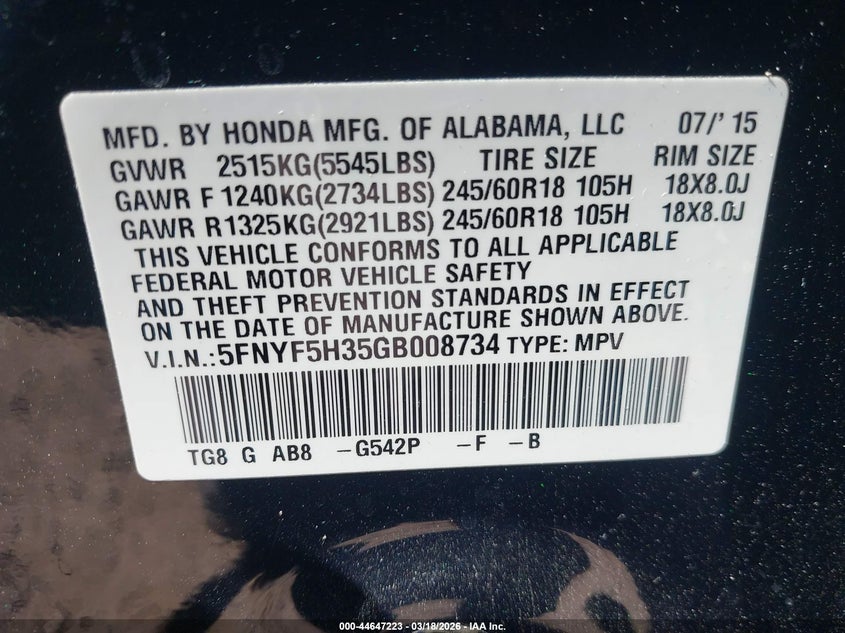 MFD. BY HONDA MFG. OF ALABAMA, LLC 07/' 15
GVWR 2515KG(5545LBS) TIRE SIZE RIM SIZE
GAWR F 1240KG(2734LBS) 245/60R18 105H 18X8.0J
GAWR R1325KG(2921LBS) 245/60R18 105H 18X8.0J
THIS VEHICLE CONFORMS TO ALL APPLICABLE
FEDERAL MOTOR VEHICLE SAFETY
AND THEFT PREVENTION STANDARDS IN EFFECT
ON THE DATE OF MANUFACTURE SHOWN ABOVE.
V.I.N.:5FNYF5H35GB008734 TYPE: MPV
TG8 G AB8 -G542P -F -B
000-44647223 - 03/18/2026 - IAA Inc.